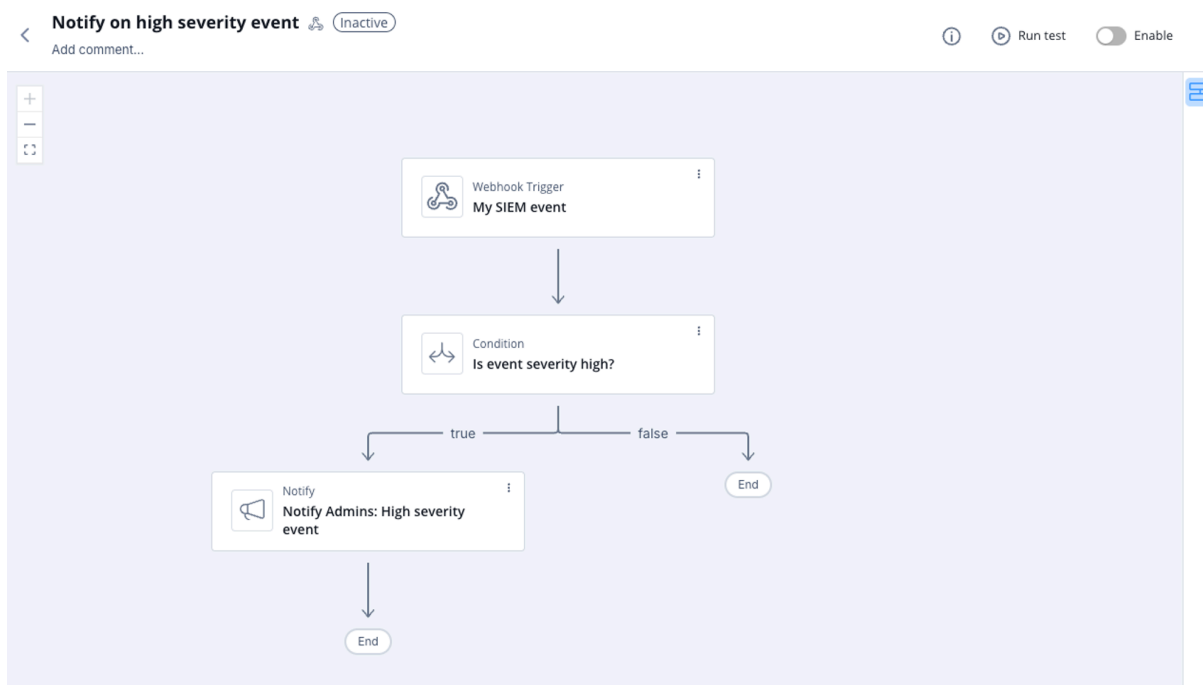 Notify on high severity event Inactive
Add comment...
Run test Enable
Webhook Trigger
My SIEM event
Condition
Is event severity high?
true false
Notify
Notify Admins: High severity
event
End
End